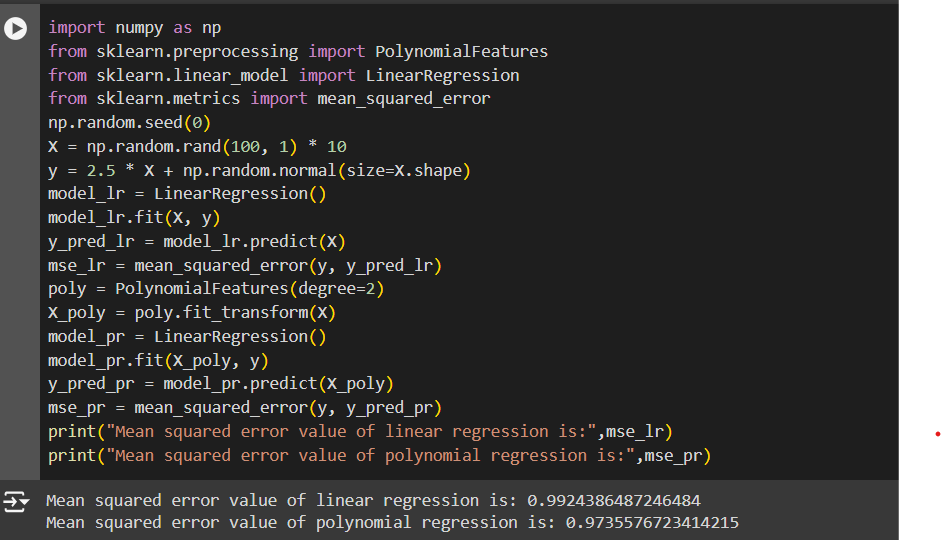 import numpy as np
from sklearn.preprocessing import PolynomialFeatures
from sklearn.linear_model import LinearRegression
from sklearn.metrics import mean_squared_error
np.random.seed(0)
X = np.random.rand(100, 1) * 10
y = 2.5 * X + np.random.normal(size=X.shape)
model_lr = LinearRegression()
model_lr.fit(X, y)
y_pred_lr = model_lr.predict(X)
mse_lr = mean_squared_error(y, y_pred_lr)
poly = PolynomialFeatures(degree=2)
X_poly = poly.fit_transform(X)
model_pr = LinearRegression()
model_pr.fit(X_poly, y)
y_pred_pr = model_pr.predict(X_poly)
mse_pr = mean_squared_error(y, y_pred_pr)
print("Mean squared error value of linear regression is:",mse_lr)
print("Mean squared error value of polynomial regression is:",mse_pr)
Mean squared error value of linear regression is: 0.9924386487246484
Mean squared error value of polynomial regression is: 0.9735576723414215